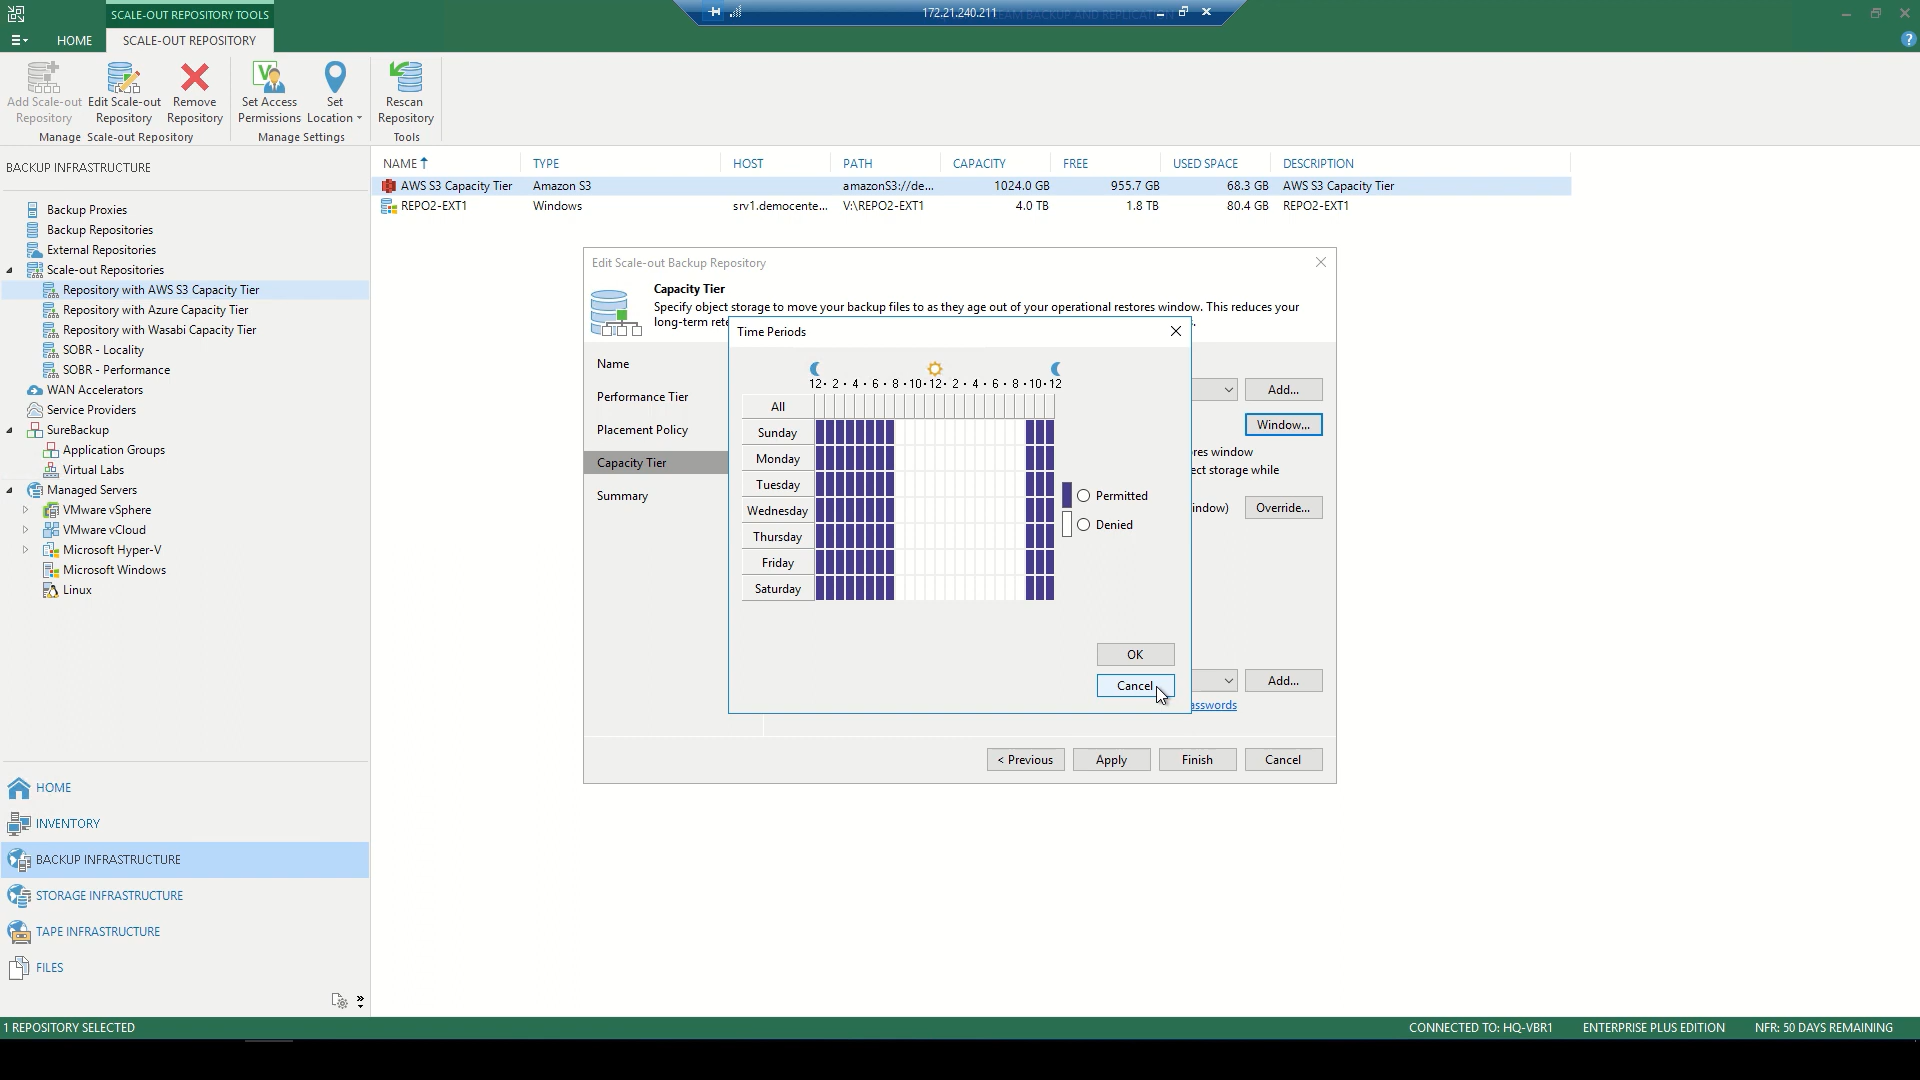 SCALE-OUT REPOSITORY TOOLS
172.21.240.211
HOME
SCALE-OUT REPOSITORY
Add Scale-out Repository
Edit Scale-out Repository
Remove Repository
Set Access Permissions
Set Location
Rescan Repository
Manage Scale-out Repository
Manage Settings
Tools
BACKUP INFRASTRUCTURE
Backup Proxies
Backup Repositories
External Repositories
Scale-out Repositories
Repository with AWS S3 Capacity Tier
Repository with Azure Capacity Tier
Repository with Wasabi Capacity Tier
SOBR - Locality
SOBR - Performance
WAN Accelerators
Service Providers
SureBackup
Application Groups
Virtual Labs
Managed Servers
VMware vSphere
VMware vCloud
Microsoft Hyper-V
Microsoft Windows
Linux
HOME
INVENTORY
BACKUP INFRASTRUCTURE
STORAGE INFRASTRUCTURE
TAPE INFRASTRUCTURE
FILES
NAME TYPE HOST PATH CAPACITY FREE USED SPACE DESCRIPTION
AWS S3 Capacity Tier Amazon S3 amazonS3://de... 1024.0 GB 955.7 GB 68.3 GB AWS S3 Capacity Tier
REPO2-EXT1 Windows srv1.democente... V:\REPO2-EXT1 4.0 TB 1.8 TB 80.4 GB REPO2-EXT1
Edit Scale-out Backup Repository
Capacity Tier
Specify object storage to move your backup files to as they age out of your operational restores window. This reduces your
long-term rete
Name
Performance Tier
Placement Policy
Capacity Tier
Summary
Add...
Window...
res window
ect storage while
indow)
Override...
Add...
asswords
< Previous
Apply
Finish
Cancel
Time Periods
12 · 2 · 4 · 6 · 8 · 10 · 12 · 2 · 4 · 6 · 8 · 10 · 12
All
Sunday
Monday
Tuesday
Wednesday
Thursday
Friday
Saturday
Permitted
Denied
OK
Cancel
1 REPOSITORY SELECTED
CONNECTED TO: HQ-VBR1
ENTERPRISE PLUS EDITION
NFR: 50 DAYS REMAINING